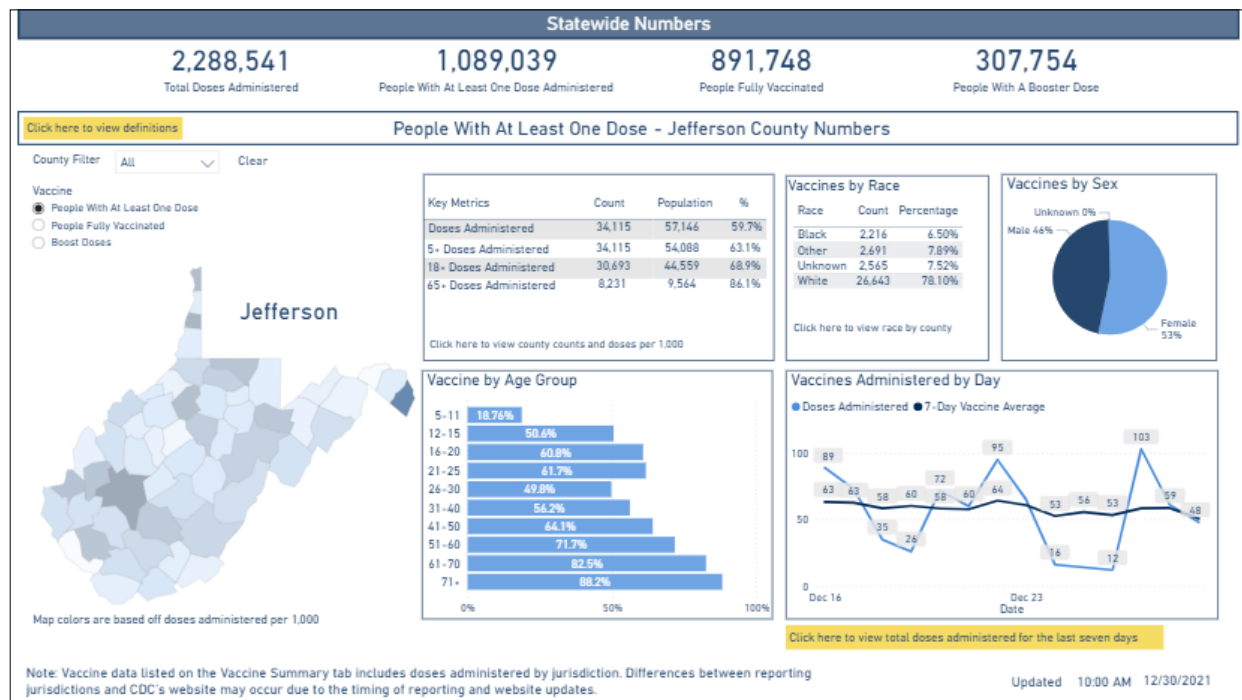 Statewide Numbers
2,288,541 1,089,039 891,748 307,754
Total Doses Administered People With At Least One Dose Administered People Fully Vaccinated People With A Booster Dose
Click here to view definitions People With At Least One Dose - Jefferson County Numbers
County Filter All Clear
Vaccine
People With At Least One Dose
People Fully Vaccinated
Boost Doses
Jefferson
Map colors are based off doses administered per 1,000
Key Metrics Count Population %
Doses Administered 34,115 57,146 59.7%
5+ Doses Administered 34,115 54,088 63.1%
18+ Doses Administered 30,693 44,559 68.9%
65+ Doses Administered 8,231 9,564 86.1%
Click here to view county counts and doses per 1,000
Vaccines by Race
Race Count Percentage
Black 2,216 6.50%
Other 2,691 7.89%
Unknown 2,565 7.52%
White 26,643 78.10%
Click here to view race by county
Vaccines by Sex
Unknown 0%
Male 46%
Female
53%
Vaccine by Age Group
5-11 18.76%
12-15 50.6%
16-20 60.8%
21-25 61.7%
26-30 49.8%
31-40 56.2%
41-50 64.1%
51-60 71.7%
61-70 82.5%
71+ 88.2%
0% 50% 100%
Vaccines Administered by Day
Doses Administered 7-Day Vaccine Average
103
95
100 89
72
63 63 58 60 58 60 64 53 56 53 59 48
50
35
26
16 12
0
Dec 16 Dec 23
Date
Click here to view total doses administered for the last seven days
Note: Vaccine data listed on the Vaccine Summary tab includes doses administered by jurisdiction. Differences between reporting
jurisdictions and CDC's website may occur due to the timing of reporting and website updates.
Updated 10:00 AM 12/30/2021